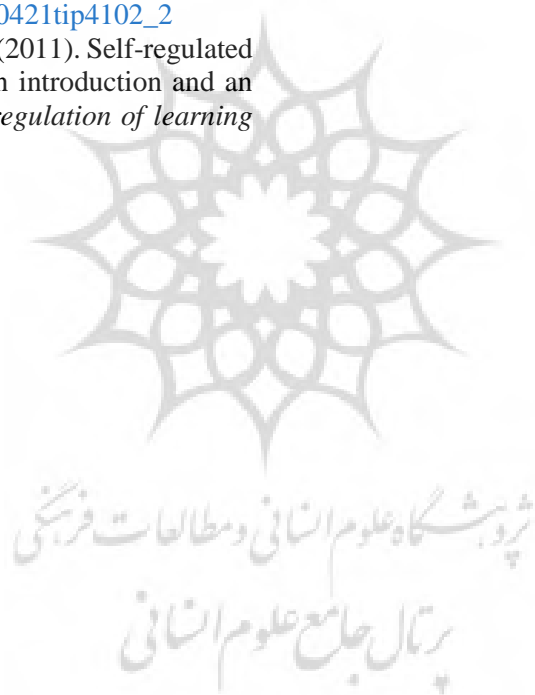 0421tip4102_2
(2011). Self-regulated
n introduction and an
regulation of learning
پژوهشگاه علوم انسانی و مطالعات فرهنگی
پرتال جامع علوم انسانی